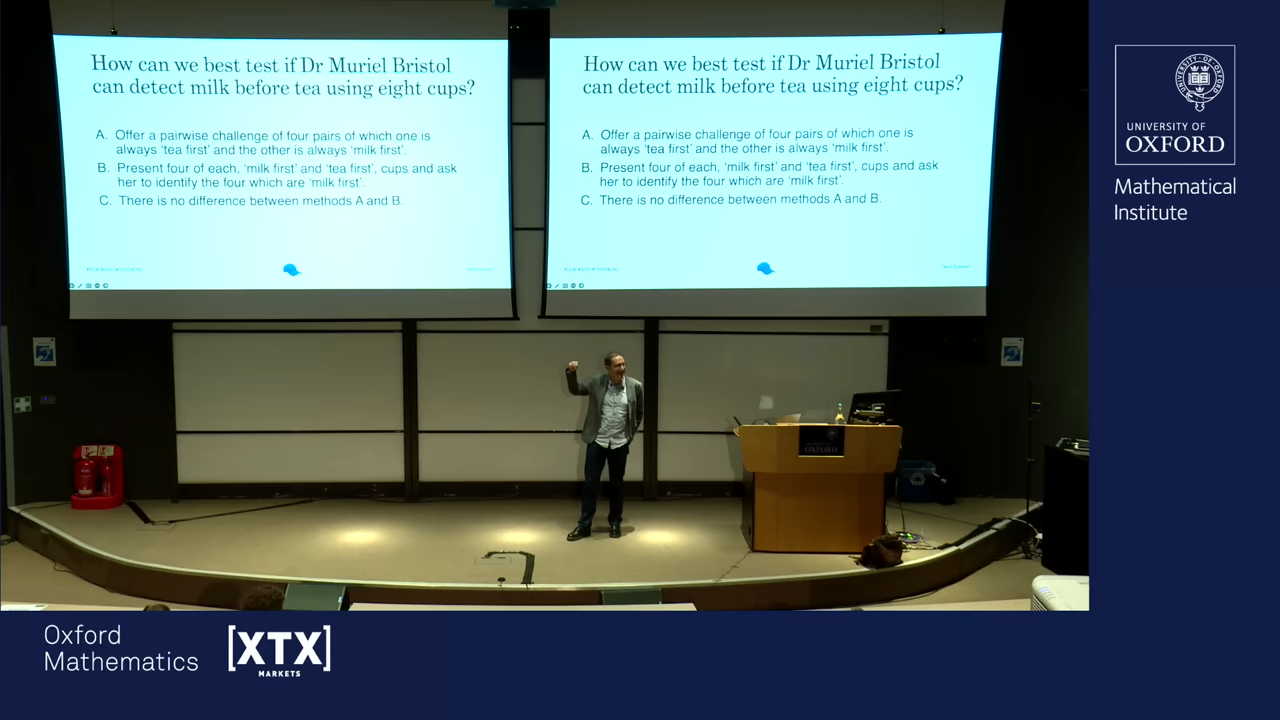 How can we best test if Dr Muriel Bristol
can detect milk before tea using eight cups?
A. Offer a pairwise challenge of four pairs of which one is
always ‘tea first’ and the other is always ‘milk first’.
B. Present four of each, ‘milk first’ and ‘tea first’, cups and ask
her to identify the four which are ‘milk first’.
C. There is no difference between methods A and B.
How can we best test if Dr Muriel Bristol
can detect milk before tea using eight cups?
A. Offer a pairwise challenge of four pairs of which one is
always ‘tea first’ and the other is always ‘milk first’.
B. Present four of each, ‘milk first’ and ‘tea first’, cups and ask
her to identify the four which are ‘milk first’.
C. There is no difference between methods A and B.
OXFORD
UNIVERSITY OF
OXFORD
Mathematical
Institute
Oxford
Mathematics
[XTX]
MARKETS